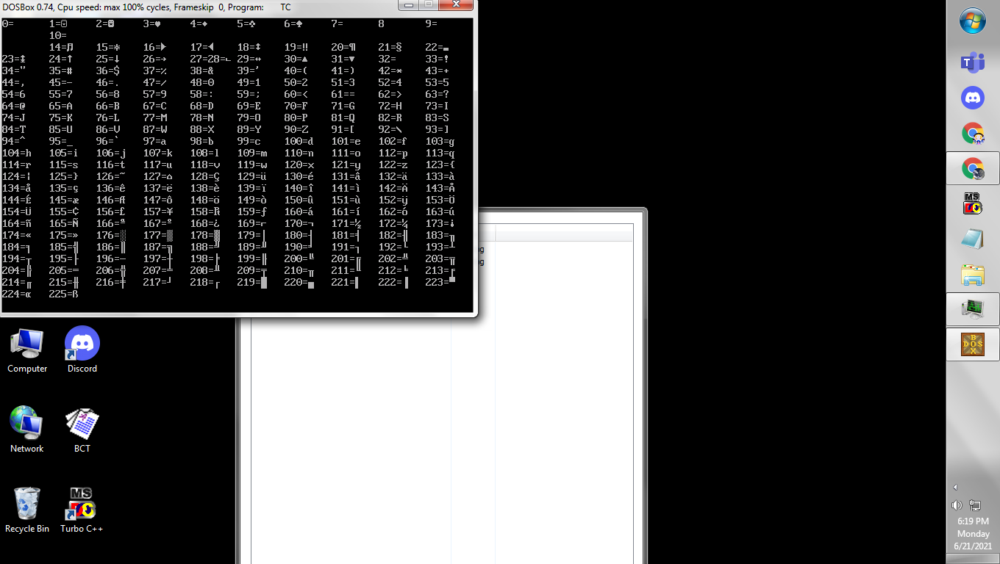 DOSBox 0.74, Cpu speed: max 100% cycles, Frameskip 0, Program: TC
0= 1=☺ 2=☻ 3=♥ 4=♦ 5=♣ 6=♠ 7= 8 9=
10=
14=♫ 15=☼ 16=► 17=◄ 18=↕ 19=‼ 20=¶ 21=§ 22=▬
23=↨ 24=↑ 25=↓ 26=→ 27=28=∟ 29=↔ 30=▲ 31=▼ 32= 33=!
34=" 35=# 36=$ 37=% 38=& 39=' 40=( 41=) 42=* 43=+
44=, 45=- 46=. 47=/ 48=0 49=1 50=2 51=3 52=4 53=5
54=6 55=7 56=8 57=9 58=: 59=; 60=< 61== 62=> 63=?
64=@ 65=A 66=B 67=C 68=D 69=E 70=F 71=G 72=H 73=I
74=J 75=K 76=L 77=M 78=N 79=O 80=P 81=Q 82=R 83=S
84=T 85=U 86=V 87=W 88=X 89=Y 90=Z 91=[ 92=\ 93=]
94=^ 95=_ 96=` 97=a 98=b 99=c 100=d 101=e 102=f 103=g
104=h 105=i 106=j 107=k 108=l 109=m 110=n 111=o 112=p 113=q
114=r 115=s 116=t 117=u 118=v 119=w 120=x 121=y 122=z 123={
124=¦ 125=} 126=~ 127=⌂ 128=Ç 129=ü 130=é 131=â 132=ä 133=à
134=å 135=ç 136=ê 137=ë 138=è 139=ï 140=î 141=ì 142=Ä 143=Å
144=É 145=æ 146=Æ 147=ô 148=ö 149=ò 150=û 151=ù 152=ÿ 153=Ö
154=Ü 155=¢ 156=£ 157=¥ 158=₧ 159=ƒ 160=á 161=í 162=ó 163=ú
164=ñ 165=Ñ 166=ª 167=º 168=¿ 169=⌐ 170=¬ 171=½ 172=¼ 173=¡
174=« 175=» 176=░ 177=▒ 178=▓ 179=│ 180=┤ 181=╡ 182=╢ 183=╖
184=╕ 185=╣ 186=║ 187=╗ 188=╝ 189=╜ 190=╛ 191=┐ 192=└ 193=┴
194=┬ 195=├ 196=─ 197=┼ 198=╞ 199=╟ 200=╚ 201=╔ 202=╩ 203=╦
204=╠ 205== 206=╬ 207=╧ 208=╨ 209=╤ 210=╥ 211=╙ 212=╘ 213=╒
214=╓ 215=╫ 216=╪ 217=┘ 218=┌ 219=█ 220=▄ 221=▌ 222=▐ 223=▀
224=α 225=ß
Computer
Discord
Network
BCT
Recycle Bin
Turbo C++
6:19 PM
Monday
6/21/2021